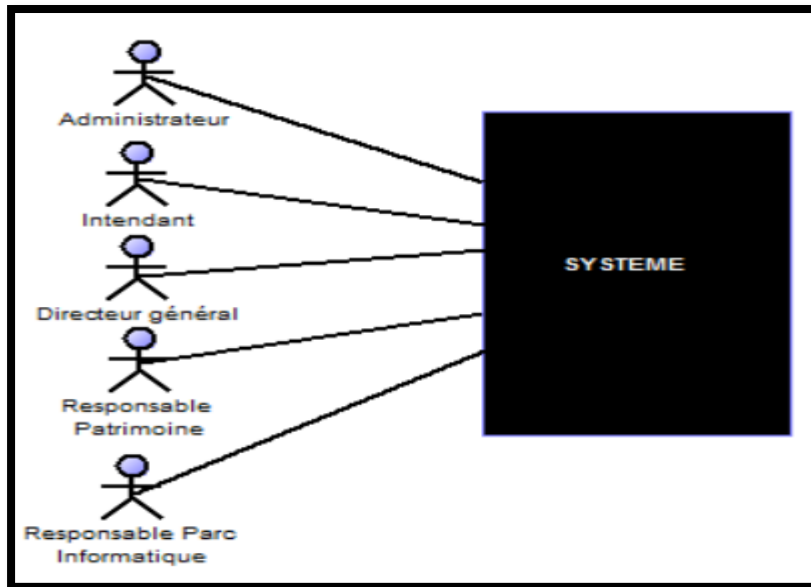 Administrateur
Intendant
SYSTEME
Directeur général
Responsable
Patrimoine
Responsable Parc
Informatique